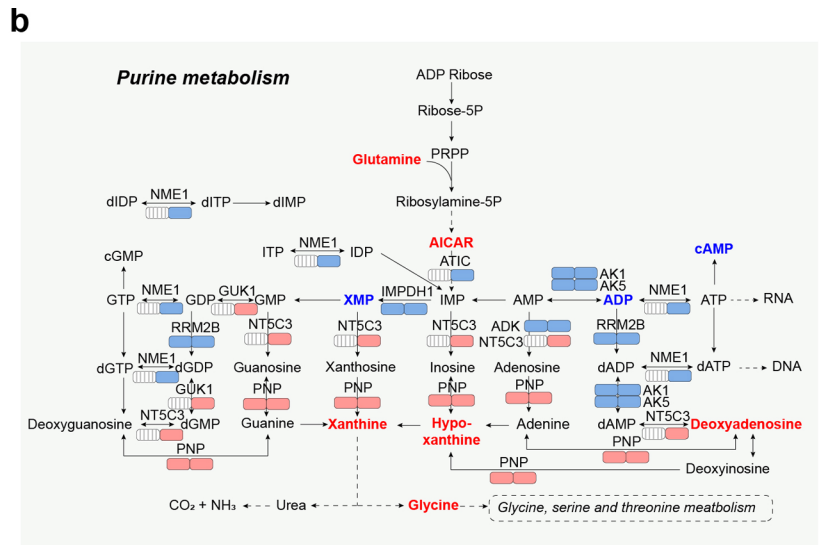 b
Purine metabolism
ADP Ribose
Ribose-5P
Glutamine
PRPP
Ribosylamine-5P
dIDP
NME1
dITP
dIMP
AICAR
ATIC
ITP
NME1
IDP
cGMP
cAMP
AK1
AK5
GTP
NME1
GDP
GUK1
GMP
XMP
IMPDH1
IMP
AMP
ADP
NME1
ATP
RNA
RRM2B
NT5C3
NT5C3
NT5C3
ADK
NT5C3
RRM2B
dGTP
NME1
dGDP
Guanosine
Xanthosine
Inosine
Adenosine
dADP
NME1
dATP
DNA
GUK1
PNP
PNP
PNP
PNP
AK1
AK5
Deoxyguanosine
NT5C3
dGMP
Guanine
Xanthine
Hypo-
xanthine
Adenine
dAMP
NT5C3
Deoxyadenosine
PNP
PNP
PNP
Deoxyinosine
CO₂ + NH₃
Urea
Glycine
Glycine, serine and threonine meatbolism